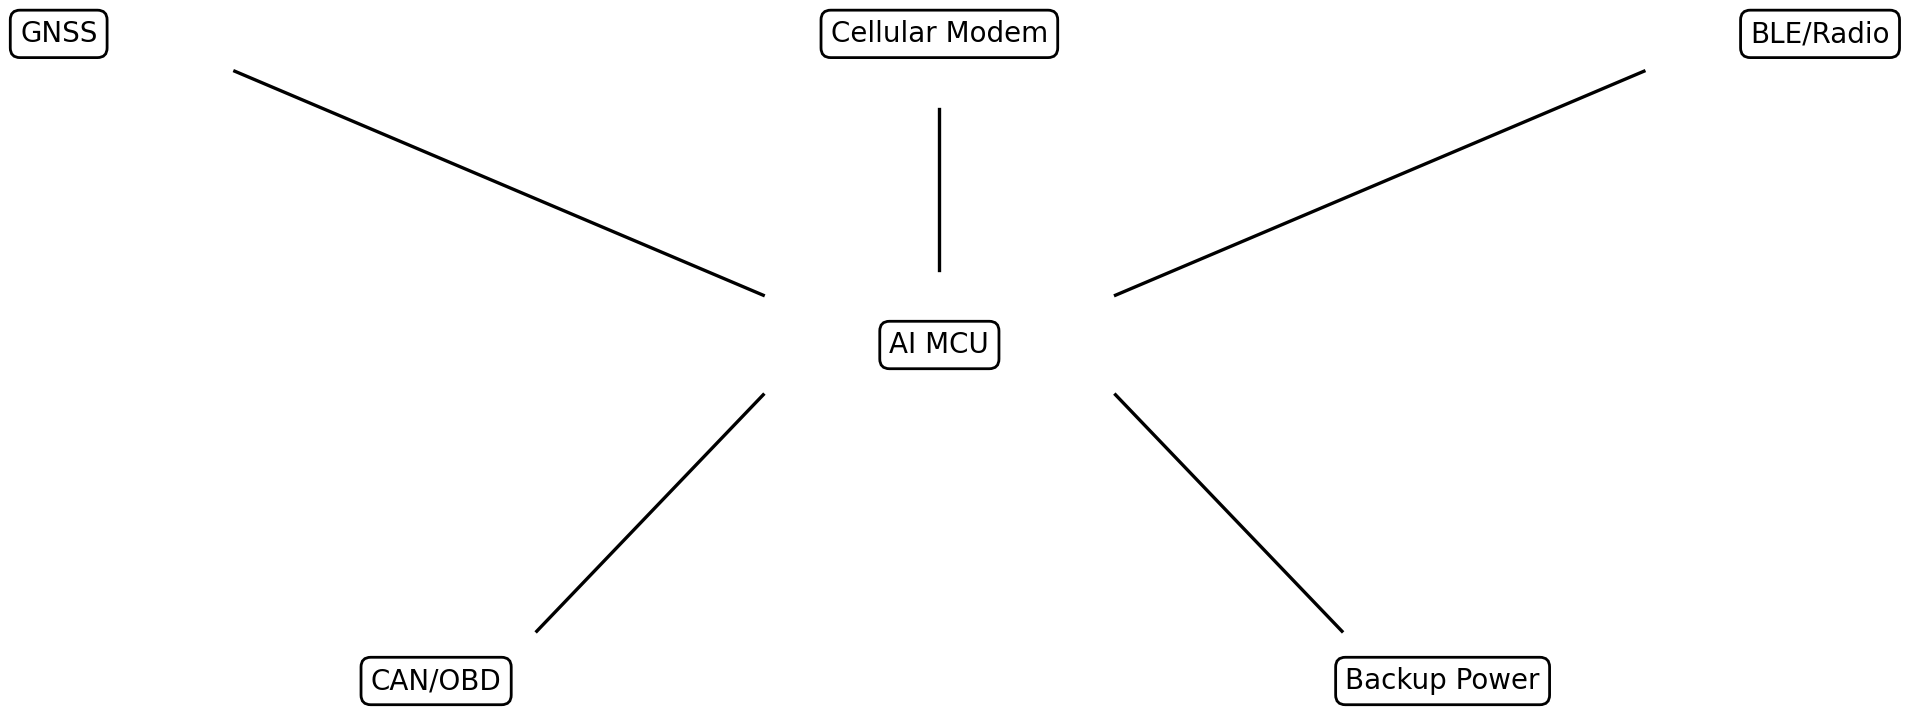 GNSS
Cellular Modem
BLE/Radio
AI MCU
CAN/OBD
Backup Power